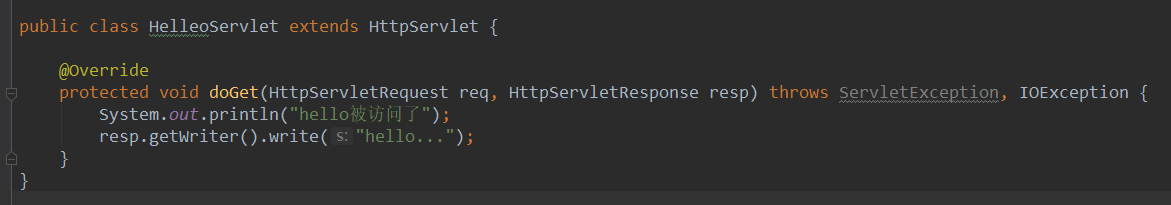 public class HelleoServlet extends HttpServlet {
@Override
protected void doGet(HttpServletRequest req, HttpServletResponse resp) throws ServletException, IOException {
System.out.println("hello被访问了");
resp.getWriter().write( s: "hello...");
}
}